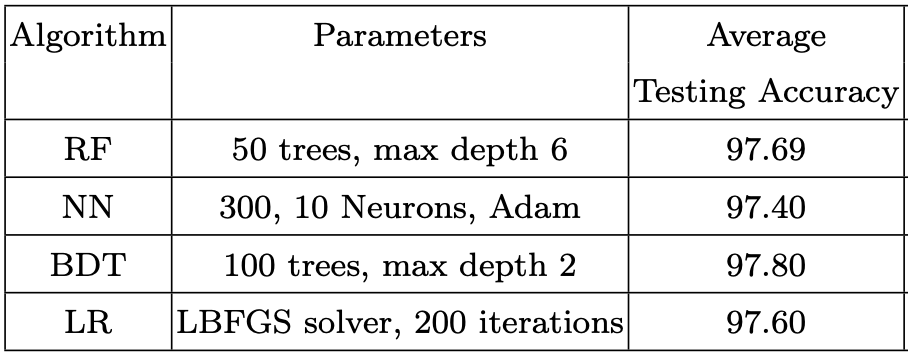 Algorithm Parameters Average
Testing Accuracy
RF 50 trees, max depth 6 97.69
NN 300, 10 Neurons, Adam 97.40
BDT 100 trees, max depth 2 97.80
LR LBFGS solver, 200 iterations 97.60